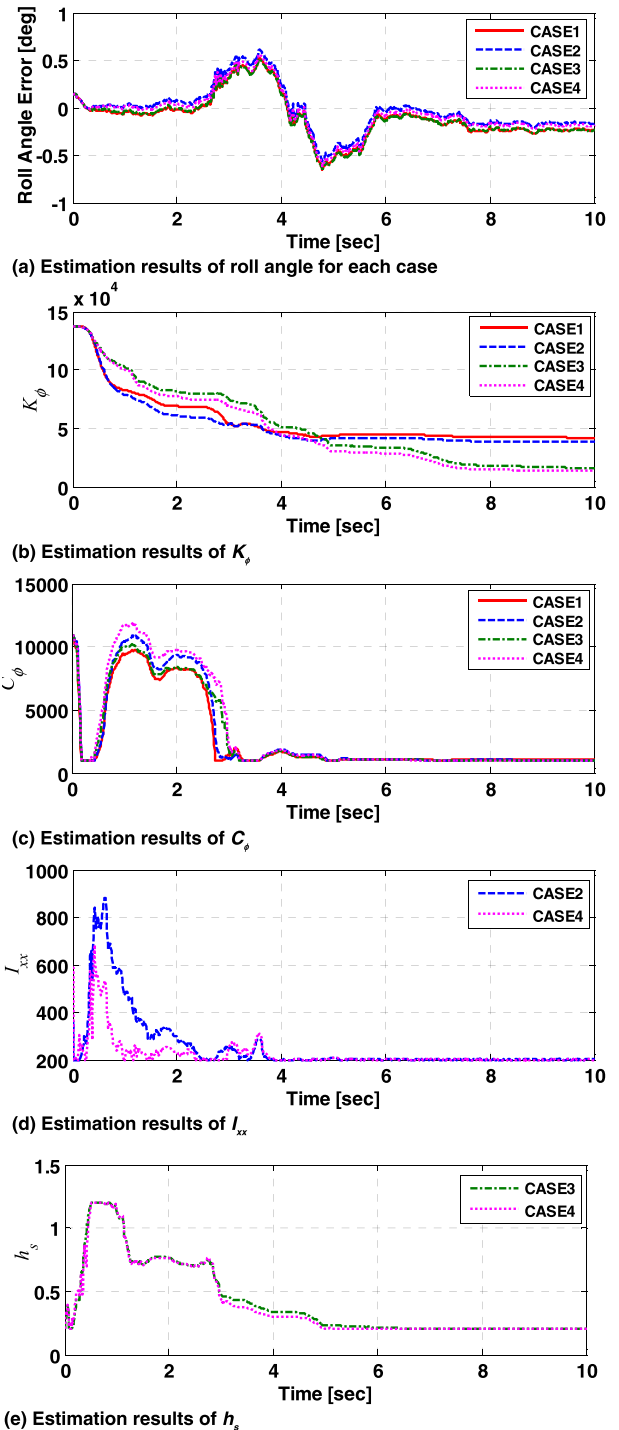 1
0.5
0
-0.5
-1
Roll Angle Error [deg]
CASE1
CASE2
CASE3
CASE4
0 2 4 6 8 10
Time [sec]
(a) Estimation results of roll angle for each case
x 10^4
15
10
5
0
K_ϕ
CASE1
CASE2
CASE3
CASE4
0 2 4 6 8 10
Time [sec]
(b) Estimation results of K_ϕ
15000
10000
5000
0
C_ϕ
CASE1
CASE2
CASE3
CASE4
0 2 4 6 8 10
Time [sec]
(c) Estimation results of C_ϕ
1000
800
600
400
200
I_xx
CASE2
CASE4
0 2 4 6 8 10
Time [sec]
(d) Estimation results of I_xx
1.5
1
0.5
0
h_s
CASE3
CASE4
0 2 4 6 8 10
Time [sec]
(e) Estimation results of h_s